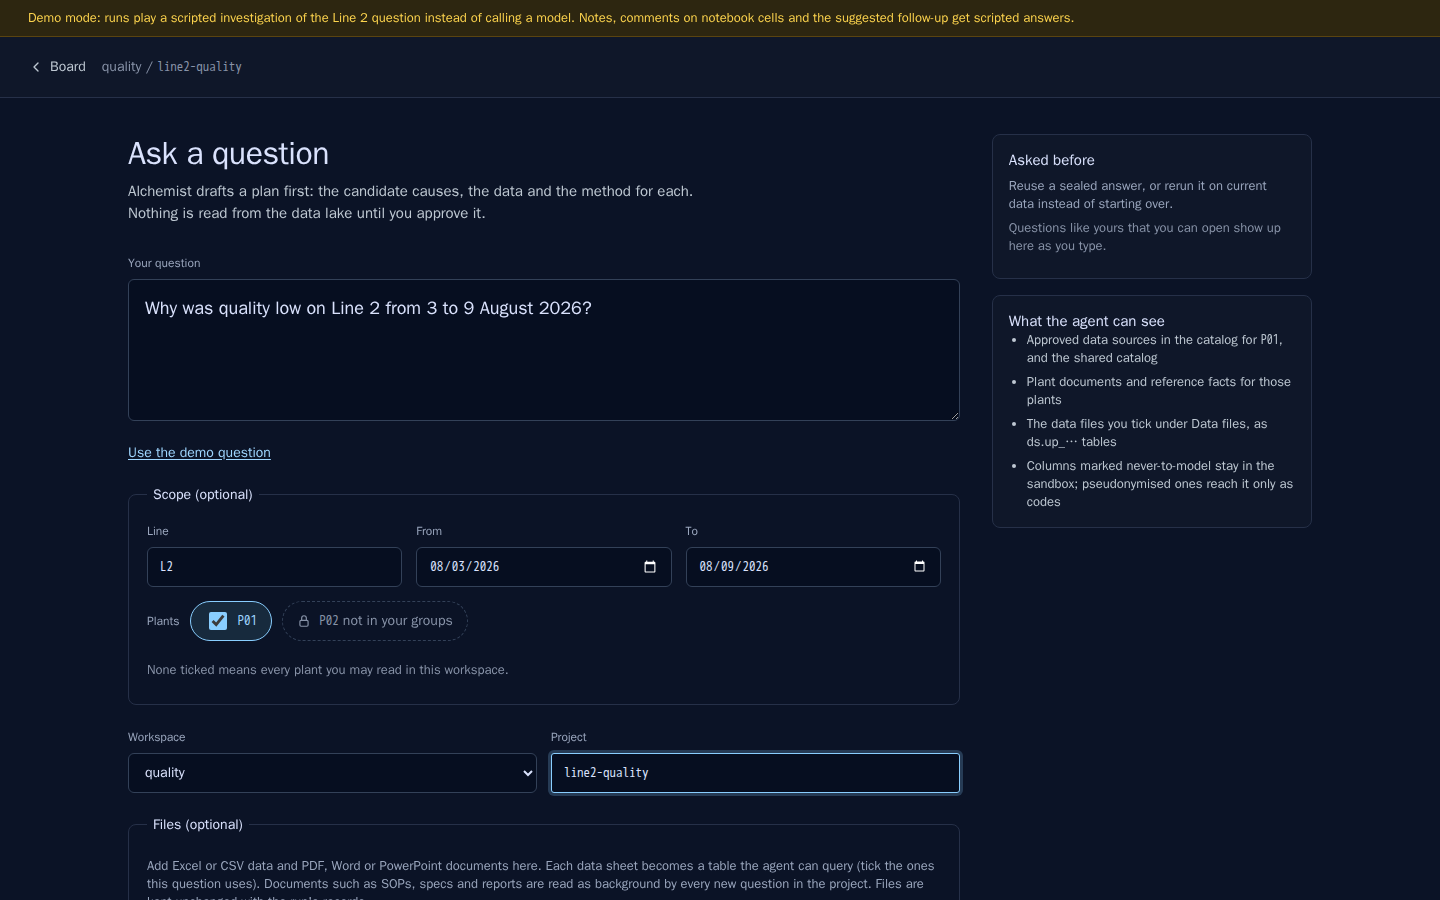 Demo mode: runs play a scripted investigation of the Line 2 question instead of calling a model. Notes, comments on notebook cells and the suggested follow-up get scripted answers.
Board quality / line2-quality
Ask a question
Alchemist drafts a plan first: the candidate causes, the data and the method for each.
Nothing is read from the data lake until you approve it.
Your question
Why was quality low on Line 2 from 3 to 9 August 2026?
Use the demo question
Scope (optional)
Line From To
L2 08/03/2026 08/09/2026
Plants P01 P02 not in your groups
None ticked means every plant you may read in this workspace.
Workspace Project
quality line2-quality
Files (optional)
Add Excel or CSV data and PDF, Word or PowerPoint documents here. Each data sheet becomes a table the agent can query (tick the ones
this question uses). Documents such as SOPs, specs and reports are read as background by every new question in the project. Files are
kept unchanged with the run's records.
Asked before
Reuse a sealed answer, or rerun it on current
data instead of starting over.
Questions like yours that you can open show up
here as you type.
What the agent can see
• Approved data sources in the catalog for P01,
and the shared catalog
• Plant documents and reference facts for those
plants
• The data files you tick under Data files, as
ds.up_… tables
• Columns marked never-to-model stay in the
sandbox; pseudonymised ones reach it only as
codes